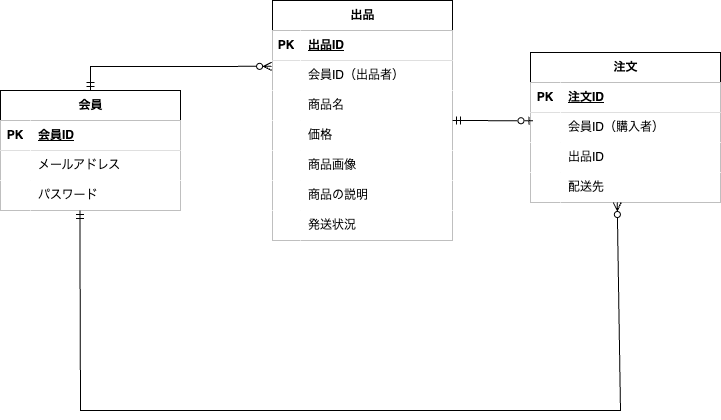 会員
PK 会員ID
メールアドレス
パスワード
出品
PK 出品ID
会員ID（出品者）
商品名
価格
商品画像
商品の説明
発送状況
注文
PK 注文ID
会員ID（購入者）
出品ID
配送先